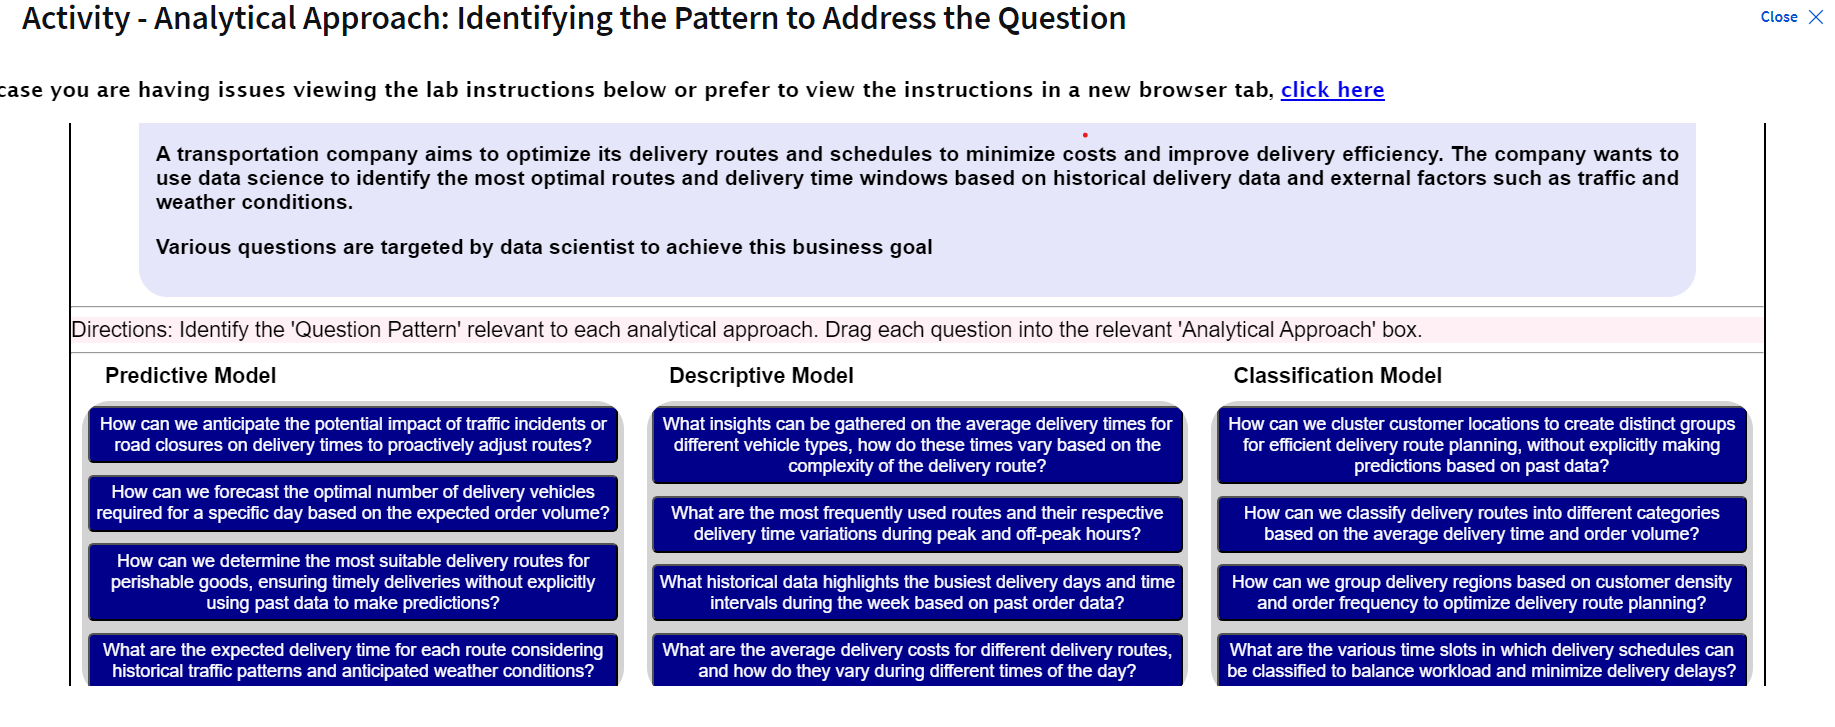 Activity - Analytical Approach: Identifying the Pattern to Address the Question
Close
case you are having issues viewing the lab instructions below or prefer to view the instructions in a new browser tab, click here
A transportation company aims to optimize its delivery routes and schedules to minimize costs and improve delivery efficiency. The company wants to
use data science to identify the most optimal routes and delivery time windows based on historical delivery data and external factors such as traffic and
weather conditions.
Various questions are targeted by data scientist to achieve this business goal
Directions: Identify the 'Question Pattern' relevant to each analytical approach. Drag each question into the relevant 'Analytical Approach' box.
Predictive Model
How can we anticipate the potential impact of traffic incidents or
road closures on delivery times to proactively adjust routes?
How can we forecast the optimal number of delivery vehicles
required for a specific day based on the expected order volume?
How can we determine the most suitable delivery routes for
perishable goods, ensuring timely deliveries without explicitly
using past data to make predictions?
What are the expected delivery time for each route considering
historical traffic patterns and anticipated weather conditions?
Descriptive Model
What insights can be gathered on the average delivery times for
different vehicle types, how do these times vary based on the
complexity of the delivery route?
What are the most frequently used routes and their respective
delivery time variations during peak and off-peak hours?
What historical data highlights the busiest delivery days and time
intervals during the week based on past order data?
What are the average delivery costs for different delivery routes,
and how do they vary during different times of the day?
Classification Model
How can we cluster customer locations to create distinct groups
for efficient delivery route planning, without explicitly making
predictions based on past data?
How can we classify delivery routes into different categories
based on the average delivery time and order volume?
How can we group delivery regions based on customer density
and order frequency to optimize delivery route planning?
What are the various time slots in which delivery schedules can
be classified to balance workload and minimize delivery delays?